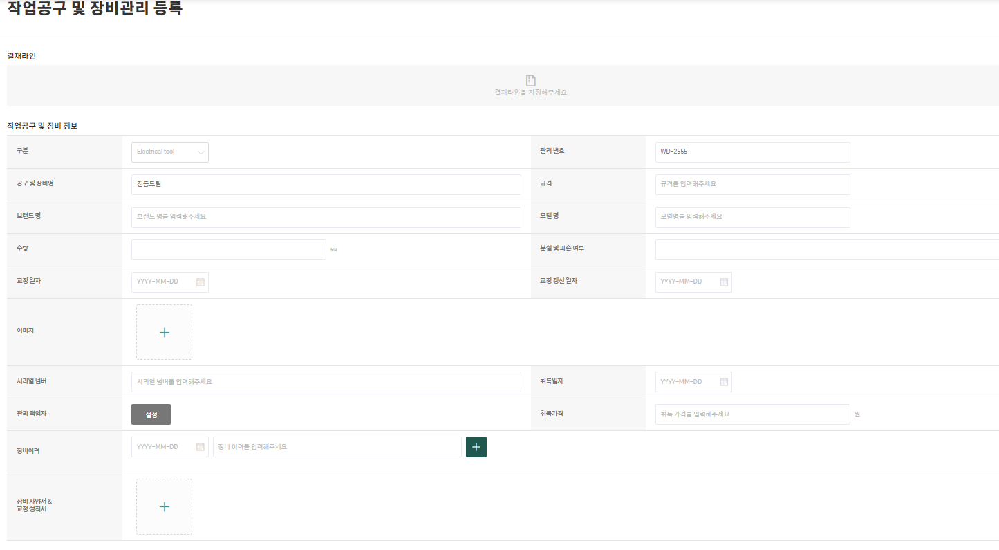 작업공구 및 장비관리 등록
결재라인
결재라인을 지정해주세요
작업공구 및 장비 정보
구분 Electrical tool 관리 번호 WD-2555
공구 및 장비명 전동드릴 규격 규격을 입력해주세요
브랜드 명 브랜드 명을 입력해주세요 모델 명 모델명을 입력해주세요
수량 ea 분실 및 파손 여부
교정 일자 YYYY-MM-DD 교정 갱신 일자 YYYY-MM-DD
이미지
시리얼 넘버 시리얼 넘버를 입력해주세요 취득일자 YYYY-MM-DD
관리 책임자 설정 취득가격 취득 가격을 입력해주세요 원
장비이력 YYYY-MM-DD 장비 이력을 입력해주세요
장비 사양서 &
교정 성적서